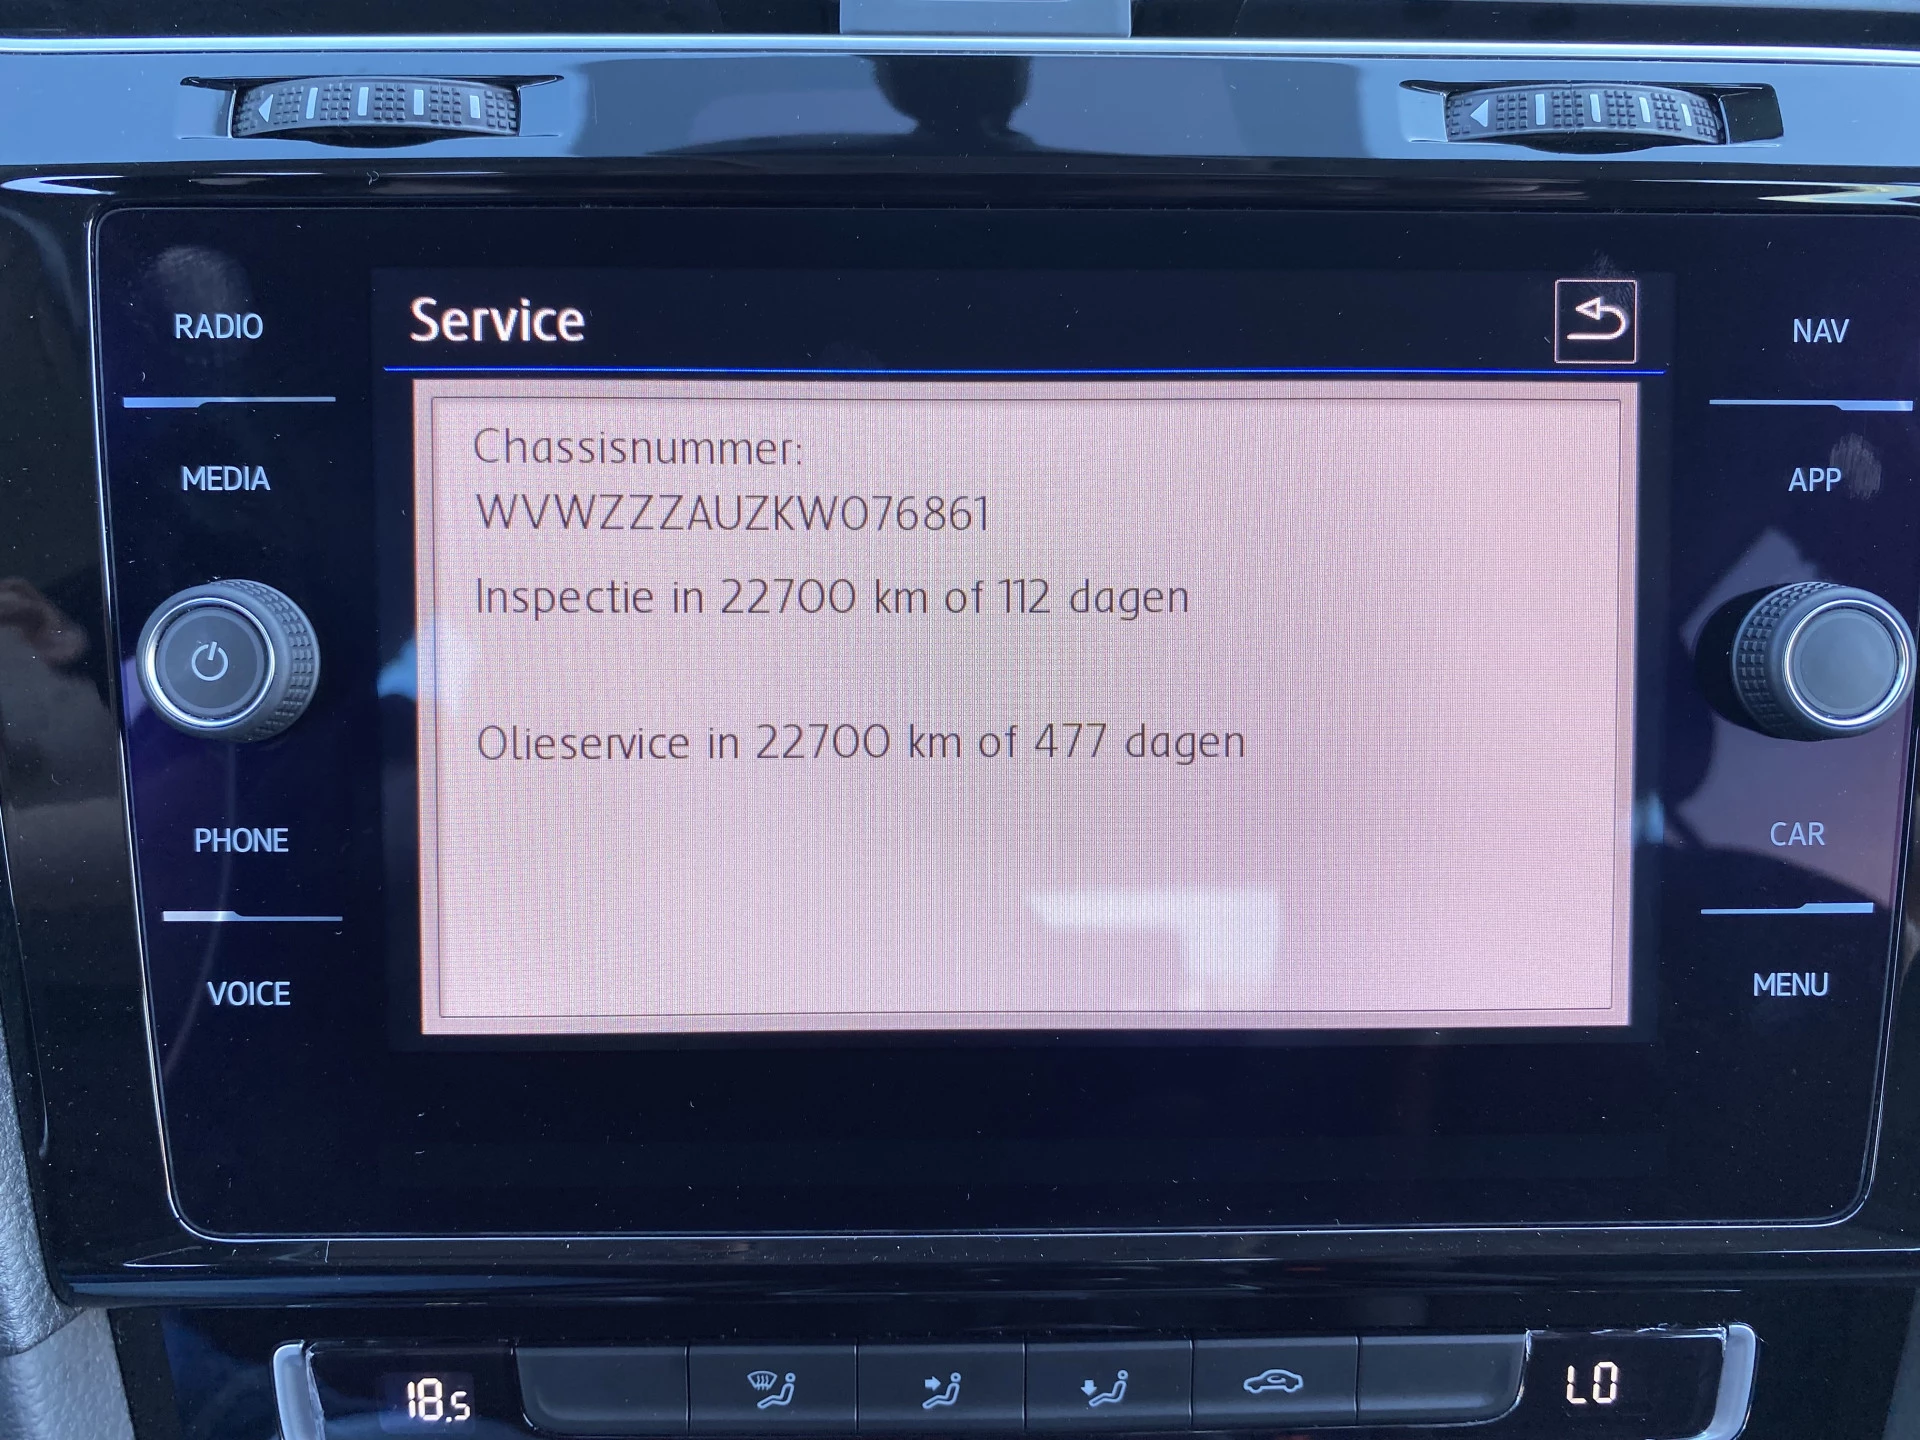 Service
RADIO
MEDIA
PHONE
VOICE
Chassisnummer:
WVWZZZAUZKW076861
Inspectie in 22700 km of 112 dagen
Olieservice in 22700 km of 477 dagen
NAV
APP
CAR
MENU
18.5
LO